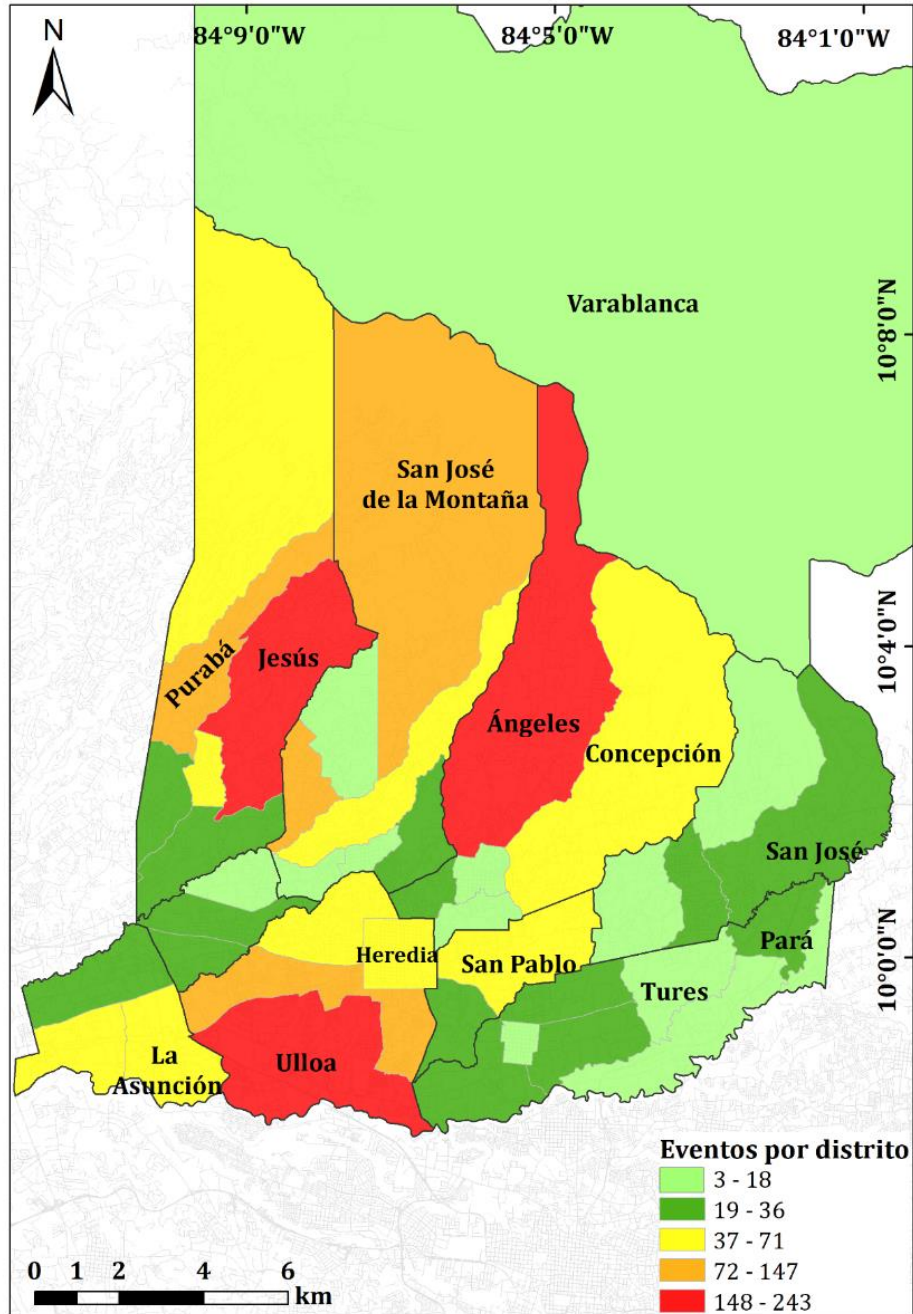 N
84°9'0"W
84°5'0"W
84°1'0"W
Varablanca
10°8'0"N
San José
de la Montaña
10°4'0"N
Purabá
Jesús
Ángeles
Concepción
San José
Heredia
San Pablo
Pará
10°0'0"N
Tures
La
Asunción
Ulloa
Eventos por distrito
3 - 18
19 - 36
37 - 71
72 - 147
148 - 243
0 1 2 4 6
km